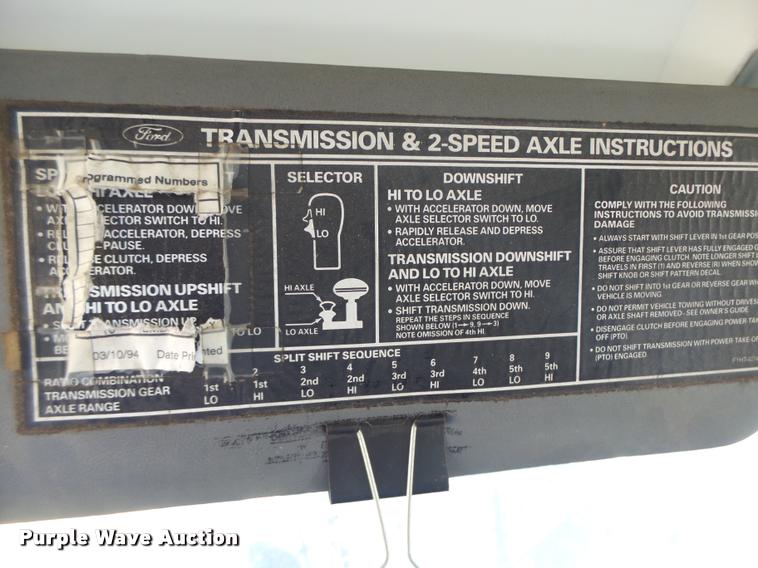 Ford TRANSMISSION & 2-SPEED AXLE INSTRUCTIONS
ogrammed Numbers
HI AXLE
• WITH ACCELERATOR DOWN, MOVE
AXLE SELECTOR SWITCH TO HI.
ACCELERATOR, DEPRESS
–PAUSE.
CLUTCH, DEPRESS
SMISSION UPSHIFT
AND HI TO LO AXLE
TO LO
03/10/94 Date Printed
SELECTOR
HI
LO
HI AXLE
LO AXLE
DOWNSHIFT
HI TO LO AXLE
• WITH ACCELERATOR DOWN, MOVE
AXLE SELECTOR SWITCH TO LO.
• RAPIDLY RELEASE AND DEPRESS
ACCELERATOR.
TRANSMISSION DOWNSHIFT
AND LO TO HI AXLE
• WITH ACCELERATOR DOWN, MOVE
AXLE SELECTOR SWITCH TO HI.
• SHIFT TRANSMISSION DOWN.
REPEAT THE STEPS IN SEQUENCE
SHOWN BELOW (1→9, 9→3)
NOTE OMISSION OF 4th HI.
CAUTION
COMPLY WITH THE FOLLOWING
INSTRUCTIONS TO AVOID TRANSMISSI
DAMAGE
• ALWAYS START WITH SHIFT LEVER IN 1st GEAR POS
• ASSURE THAT SHIFT LEVER HAS FULLY ENGAGED G
BEFORE ENGAGING CLUTCH. NOTE LONGER SHIFT L
TRAVELS IN FIRST (1) AND REVERSE (R) WHEN SHOW
SHIFT KNOB OR SHIFT PATTERN DECAL.
• DO NOT SHIFT INTO 1st GEAR OR REVERSE GEAR WH
VEHICLE IS MOVING.
• DO NOT PERMIT VEHICLE TOWING WITHOUT DRIVES
OR AXLE SHAFT REMOVED- SEE OWNER'S GUIDE.
• DISENGAGE CLUTCH BEFORE ENGAGING POWER TAK
OFF (PTO).
• DO NOT SHIFT TRANSMISSION WITH POWER TAKE-OF
(PTO) ENGAGED.
SPLIT SHIFT SEQUENCE
RATIO COMBINATION 2 3 4 5 6 7 8 9
TRANSMISSION GEAR 1st 1st 2nd 2nd 3rd 3rd 4th 5th 5th
AXLE RANGE LO HI LO HI LO HI LO LO HI
Purple Wave Auction